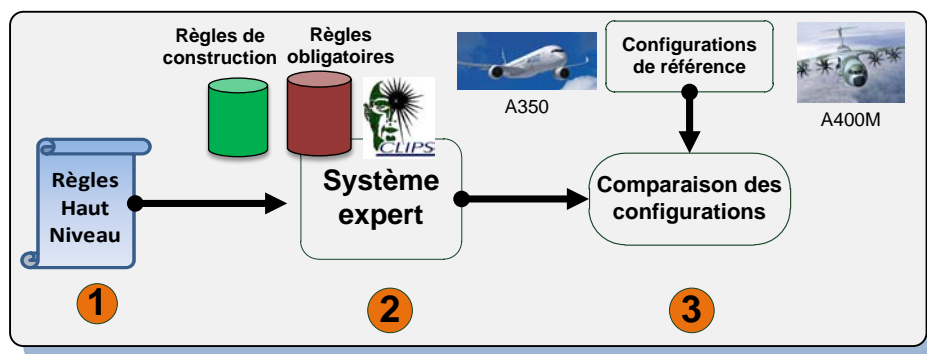 Règles de
construction
Règles
obligatoires
CLIPS
A350
Configurations
de référence
A400M
Règles
Haut
Niveau
Système
expert
Comparaison des
configurations
1
2
3